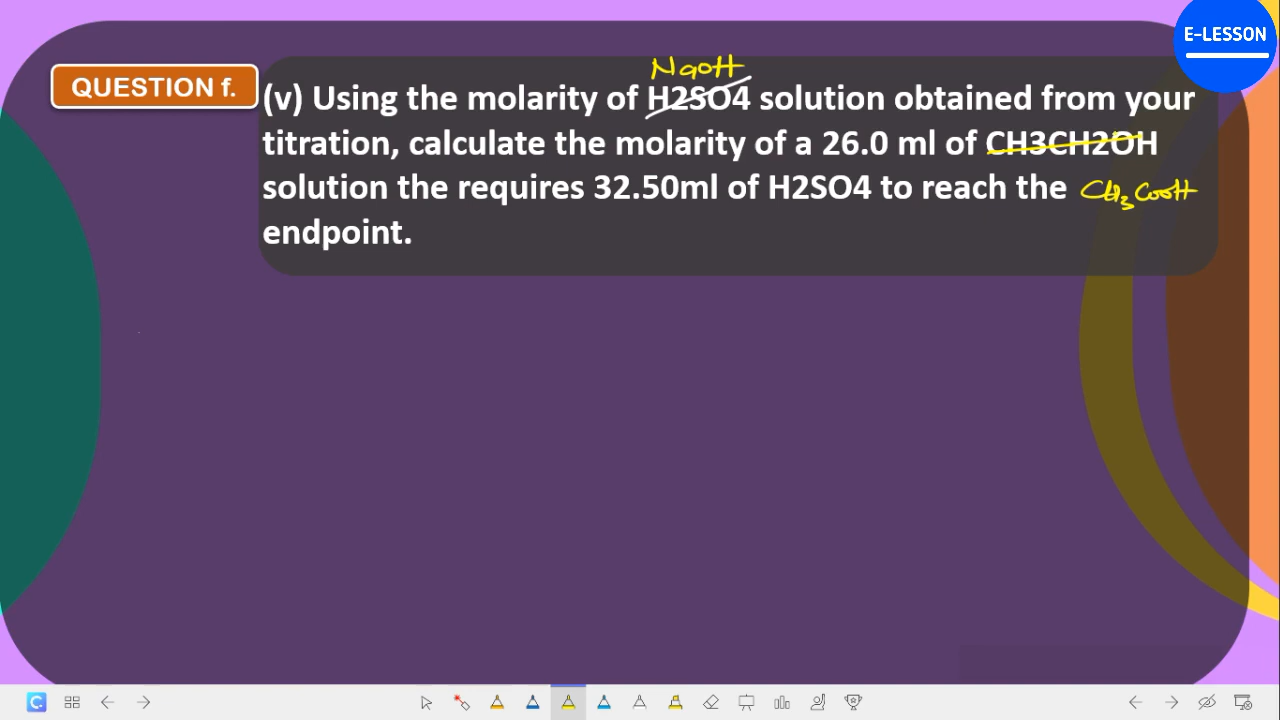 E-LESSON
NaOH
QUESTION f. (v) Using the molarity of H2SO4 solution obtained from your
titration, calculate the molarity of a 26.0 ml of CH3CH2OH
solution the requires 32.50ml of H2SO4 to reach the CH3COOH
endpoint.